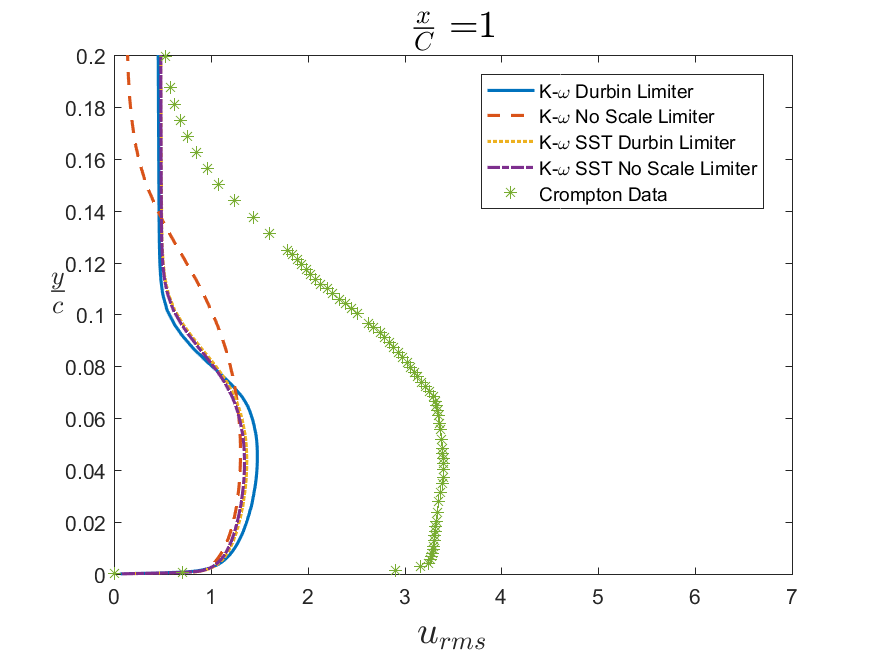 x/C =1
0.2
0.18
0.16
0.14
0.12
0.1
0.08
0.06
0.04
0.02
0
y/c
K-ω Durbin Limiter
K-ω No Scale Limiter
K-ω SST Durbin Limiter
K-ω SST No Scale Limiter
Crompton Data
0 1 2 3 4 5 6 7
u_rms